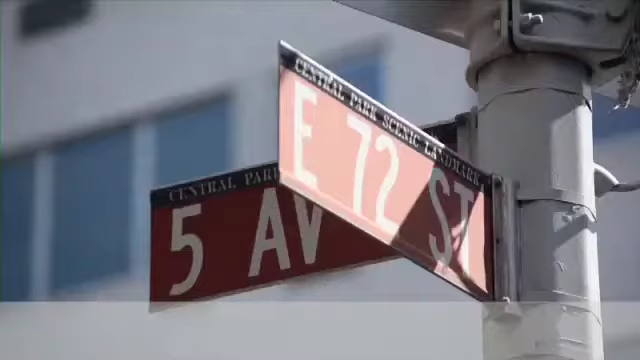 CENTRAL PARK SCENIC LANDMARK
E 72 ST
CENTRAL PARK
5 AV